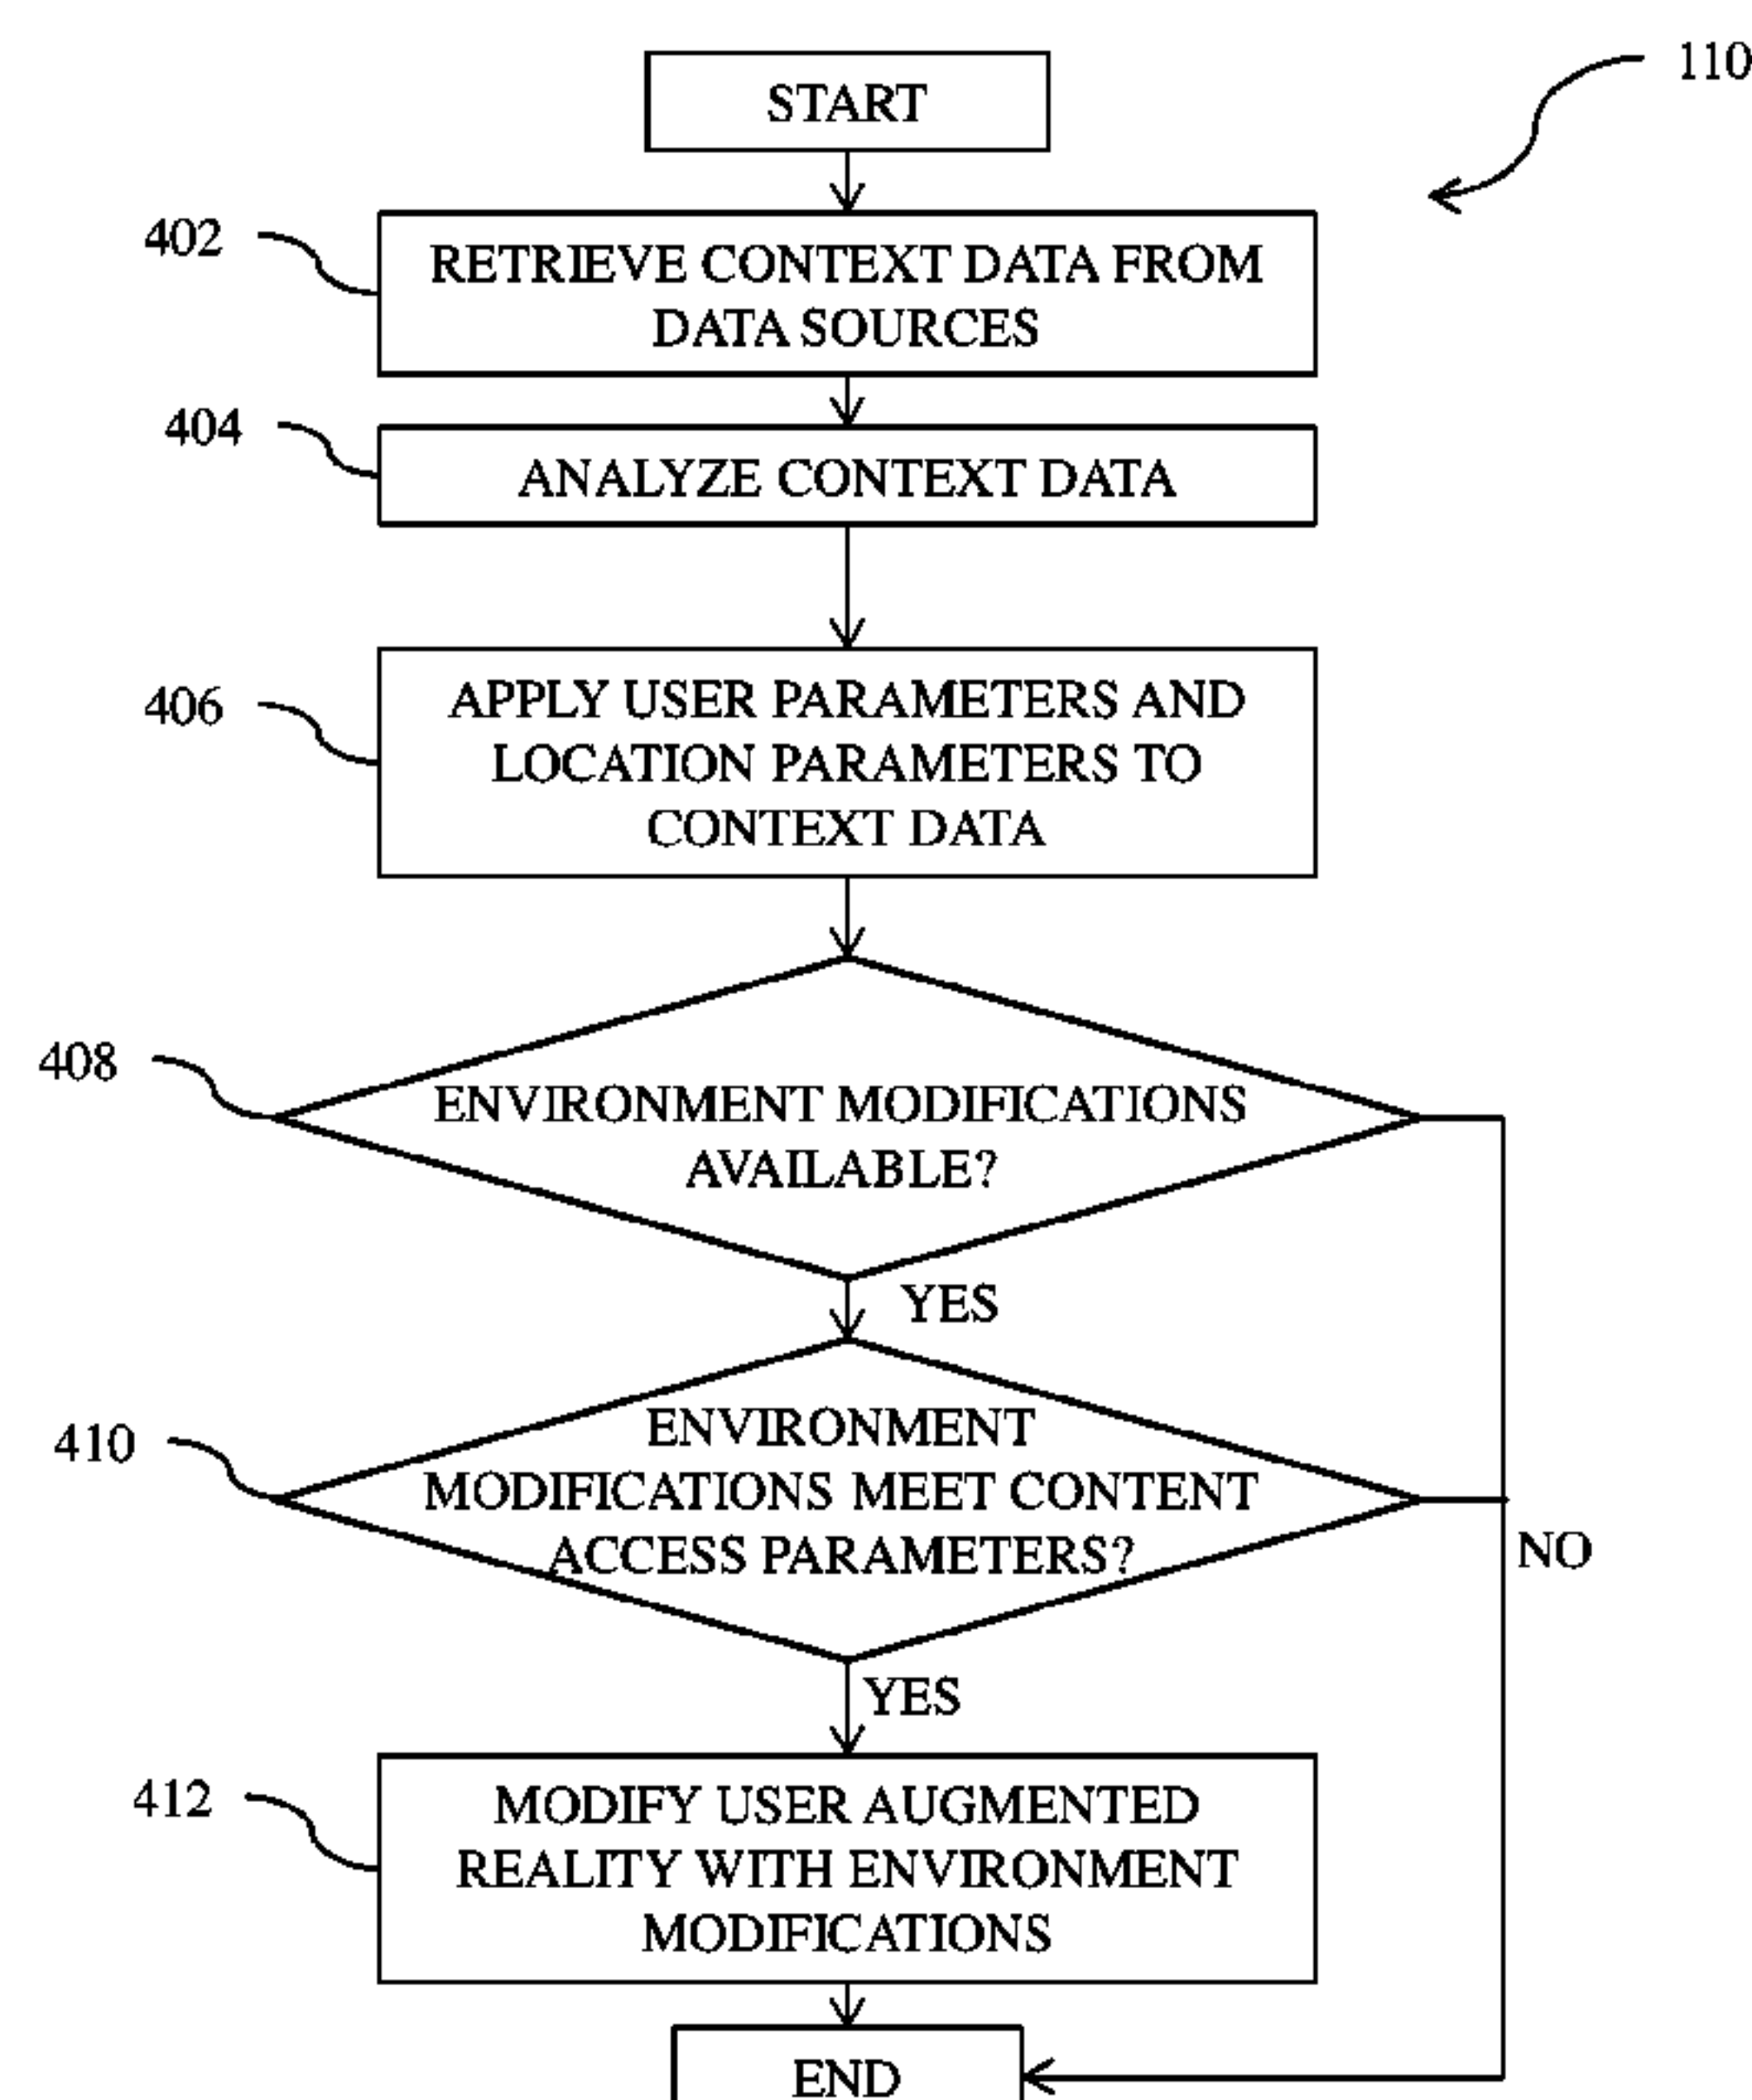 110
START
402
RETRIEVE CONTEXT DATA FROM
DATA SOURCES
404
ANALYZE CONTEXT DATA
406
APPLY USER PARAMETERS AND
LOCATION PARAMETERS TO
CONTEXT DATA
408
ENVIRONMENT MODIFICATIONS
AVAILABLE?
YES
410
ENVIRONMENT
MODIFICATIONS MEET CONTENT
ACCESS PARAMETERS?
NO
YES
412
MODIFY USER AUGMENTED
REALITY WITH ENVIRONMENT
MODIFICATIONS
END